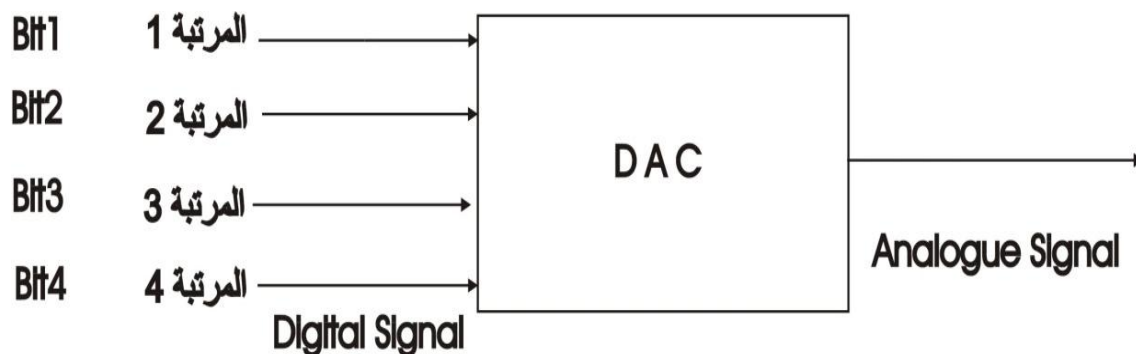 Bit1 المرتبة 1
Bit2 المرتبة 2
Bit3 المرتبة 3
Bit4 المرتبة 4
DAC
Analogue Signal
Digital Signal